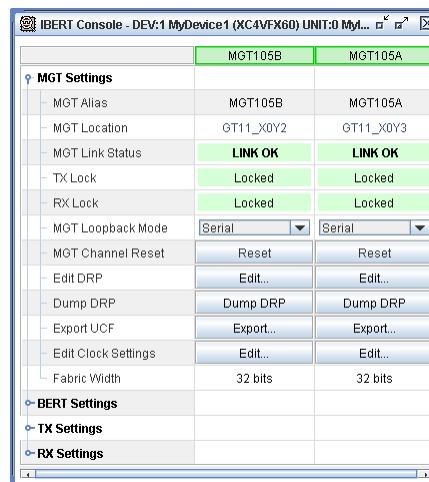 IBERT Console - DEV:1 MyDevice1 (XC4VFX60) UNIT:0 MyI...
MGT105B MGT105A
MGT Settings
MGT Alias MGT105B MGT105A
MGT Location GT11_X0Y2 GT11_X0Y3
MGT Link Status LINK OK LINK OK
TX Lock Locked Locked
RX Lock Locked Locked
MGT Loopback Mode Serial Serial
MGT Channel Reset Reset Reset
Edit DRP Edit... Edit...
Dump DRP Dump DRP Dump DRP
Export UCF Export... Export...
Edit Clock Settings Edit... Edit...
Fabric Width 32 bits 32 bits
BERT Settings
TX Settings
RX Settings